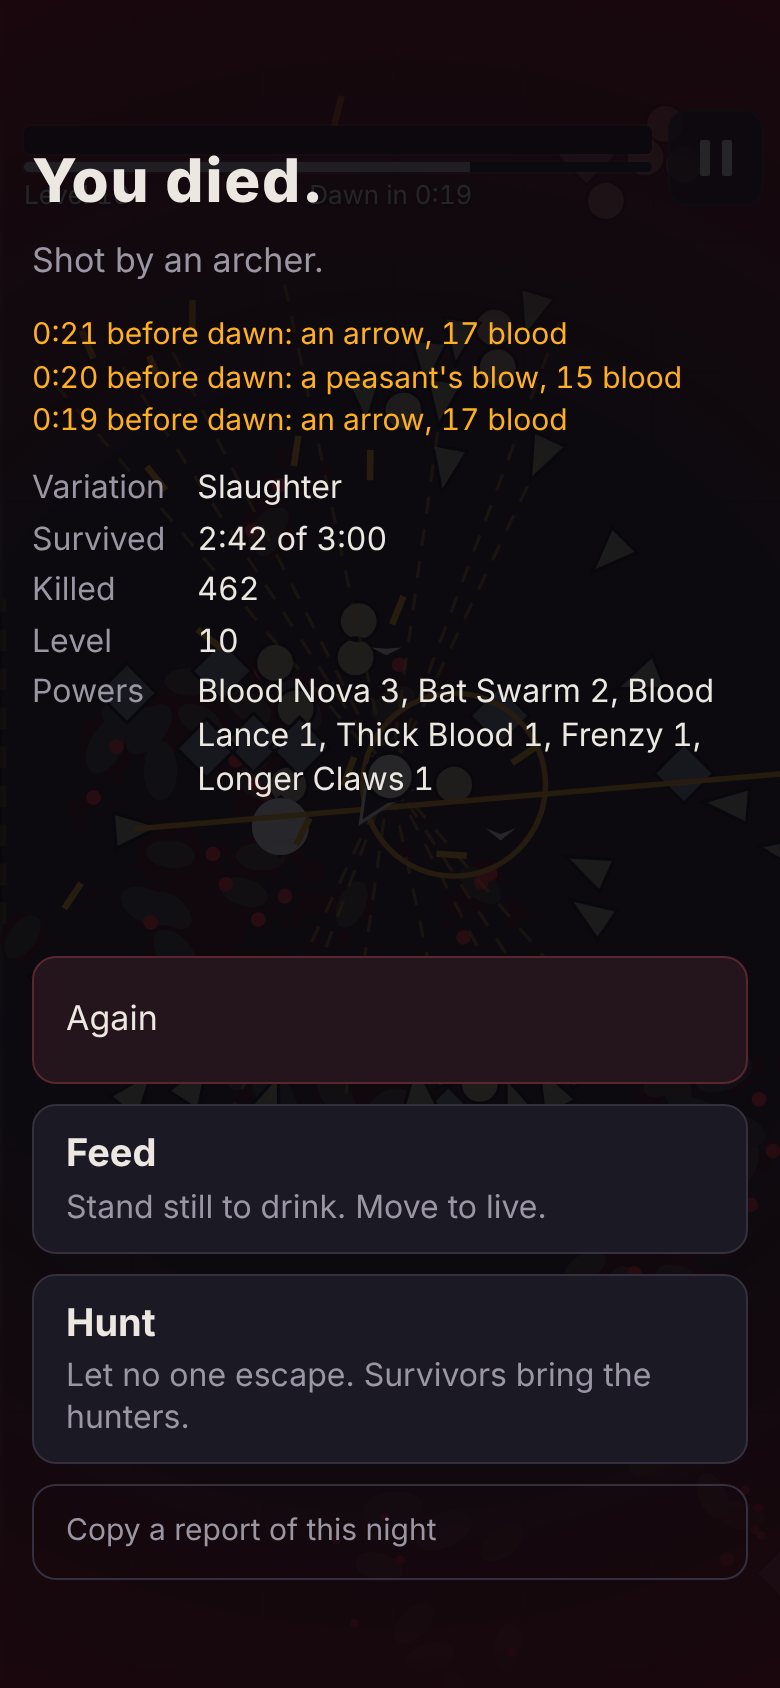 You died.
Dawn in 0:19
Shot by an archer.
0:21 before dawn: an arrow, 17 blood
0:20 before dawn: a peasant's blow, 15 blood
0:19 before dawn: an arrow, 17 blood
Variation Slaughter
Survived 2:42 of 3:00
Killed 462
Level 10
Powers Blood Nova 3, Bat Swarm 2, Blood
Lance 1, Thick Blood 1, Frenzy 1,
Longer Claws 1
Again
Feed
Stand still to drink. Move to live.
Hunt
Let no one escape. Survivors bring the
hunters.
Copy a report of this night